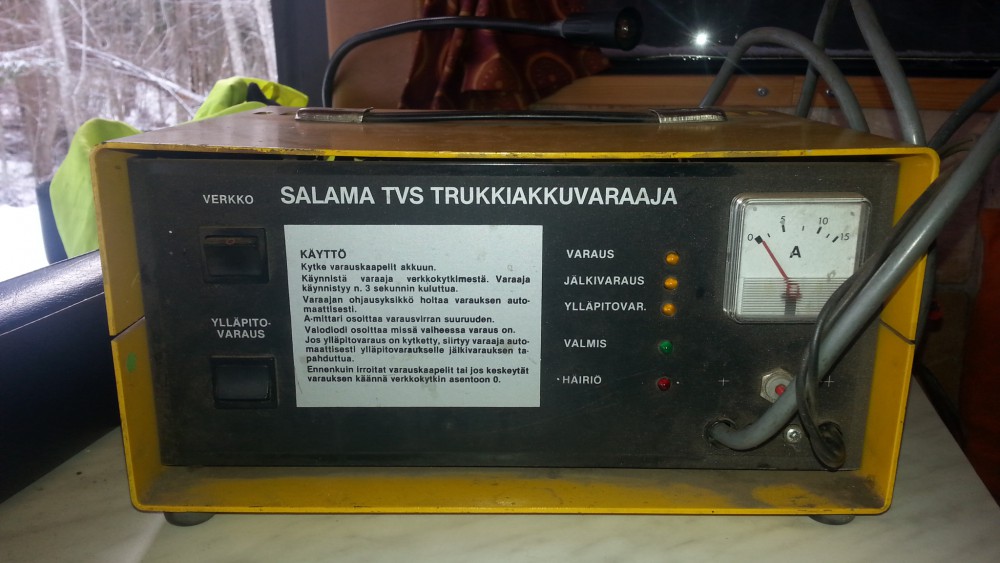 VERKKO
SALAMA TVS TRUKKIAKKUVARAAJA
YLLÄPITO-
VARAUS
KÄYTTÖ
Kytke varauskaapelit akkuun.
Käynnistä varaaja verkkokytkimestä. Varaaja
käynnistyy n. 3 sekunnin kuluttua.
Varaajan ohjausyksikkö hoitaa varauksen auto-
maattisesti.
A-mittari osoittaa varausvirran suuruuden.
Valodiodi osoittaa missä vaiheessa varaus on.
Jos ylläpitovaraus on kytketty, siirtyy varaaja auto-
maattisesti ylläpitovaraukselle jälkivarauksen ta-
pahduttua.
Ennenkuin irroitat varauskaapelit tai jos keskeytät
varauksen käännä verkkokytkin asentoon 0.
VARAUS
JÄLKIVARAUS
YLLÄPITOVAR.
VALMIS
HÄIRIÖ
0 5 10 15
A
+ +